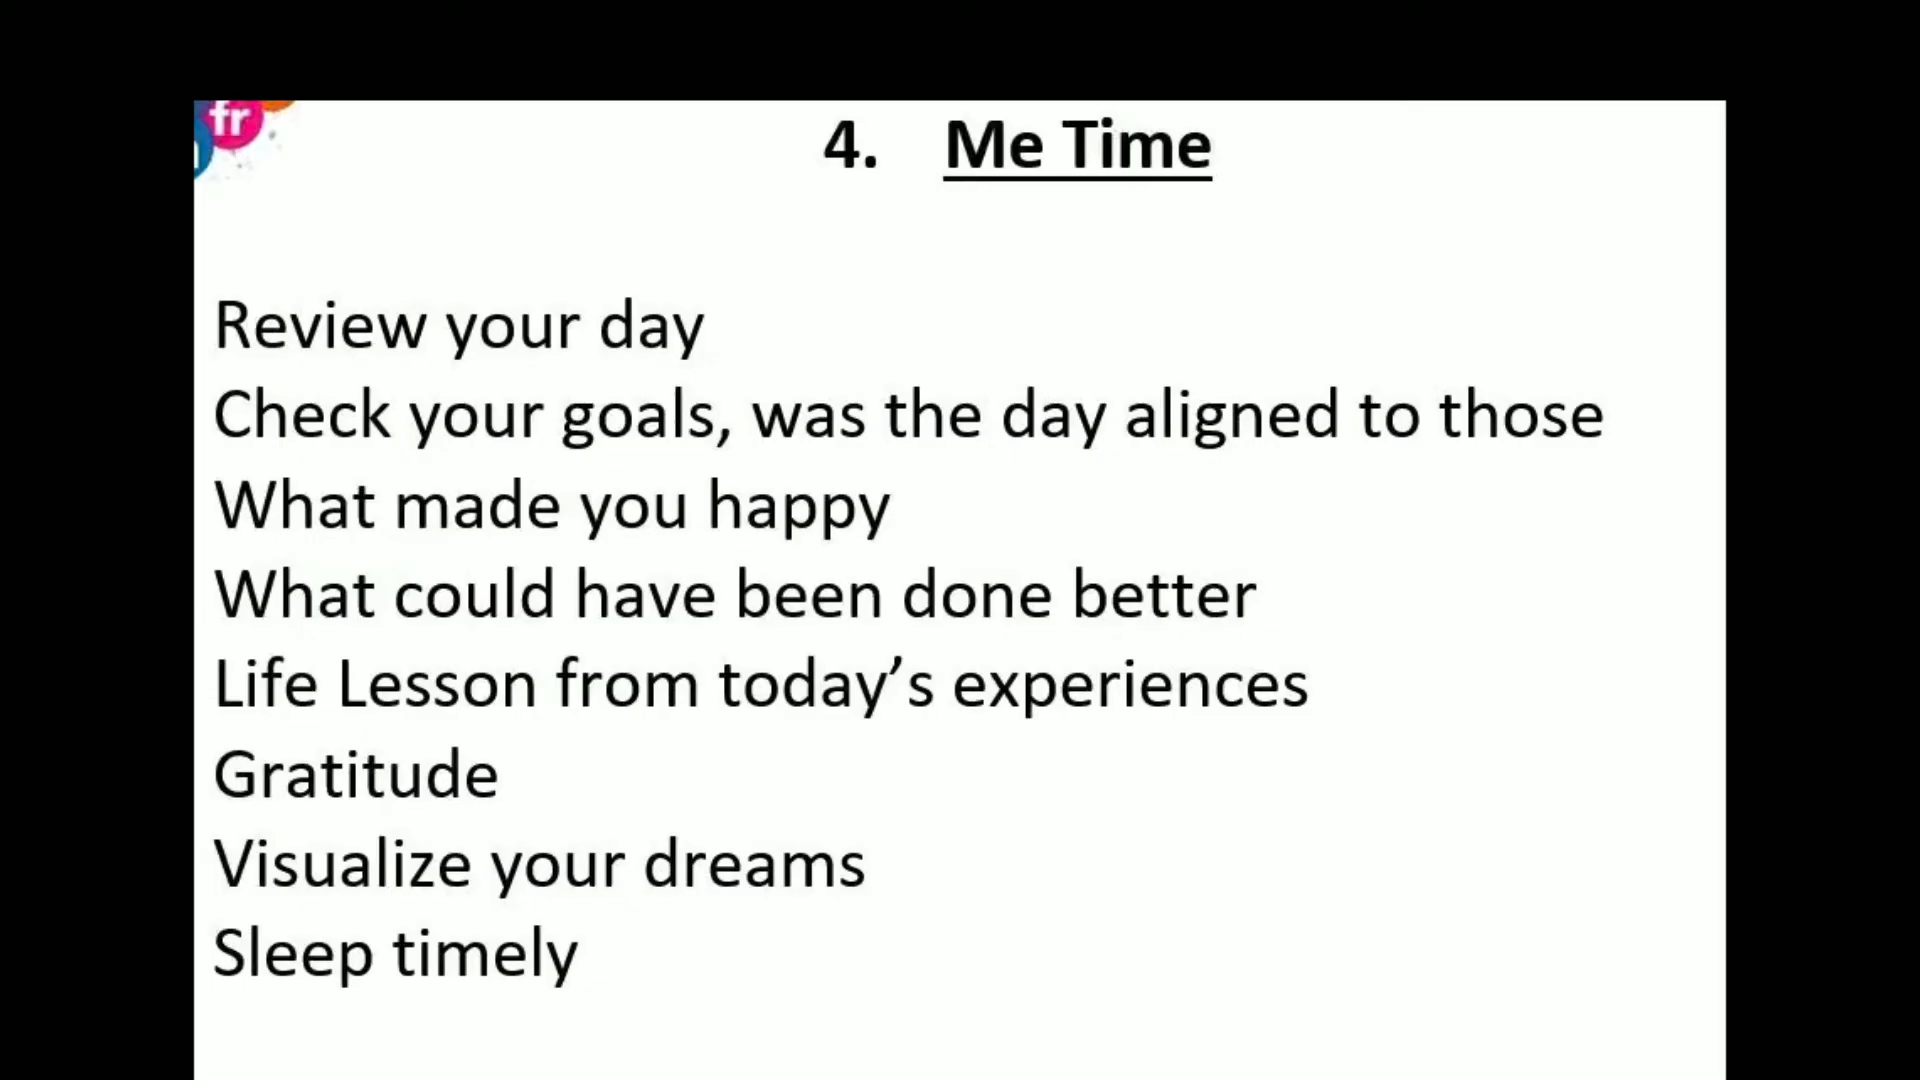 fr
4. Me Time
Review your day
Check your goals, was the day aligned to those
What made you happy
What could have been done better
Life Lesson from today’s experiences
Gratitude
Visualize your dreams
Sleep timely